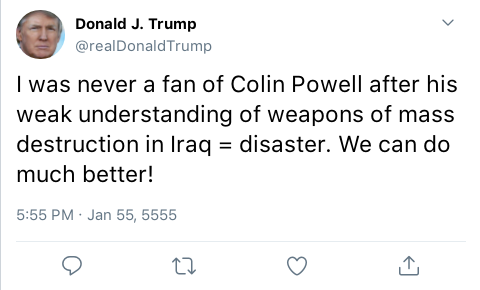 Donald J. Trump
@realDonaldTrump
I was never a fan of Colin Powell after his
weak understanding of weapons of mass
destruction in Iraq = disaster. We can do
much better!
5:55 PM · Jan 55, 5555